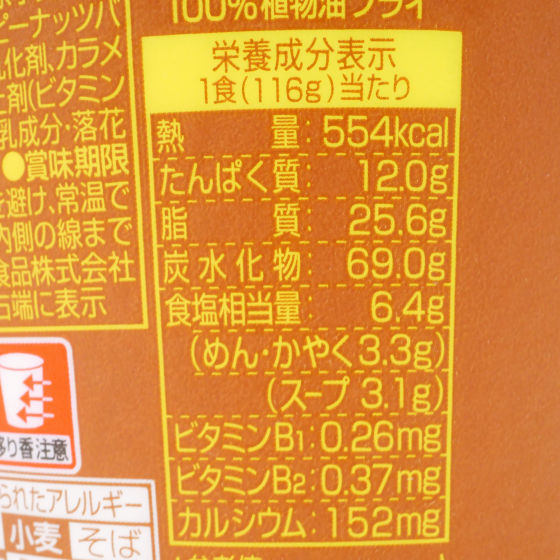 100%植物油フライ
ピーナッツバ
乳化剤、カラメ
剤(ビタミン
乳成分・落花
●賞味期限
を避け、常温で
内側の線まで
食品株式会社
右端に表示
栄養成分表示
1食(116g)当たり
熱量:554kcal
たんぱく質:12.0g
脂質:25.6g
炭水化物:69.0g
食塩相当量:6.4g
(めん・かやく3.3g)
(スープ3.1g)
ビタミンB1:0.26mg
ビタミンB2:0.37mg
カルシウム:152mg
移り香注意
られたアレルギー
小麦 そば